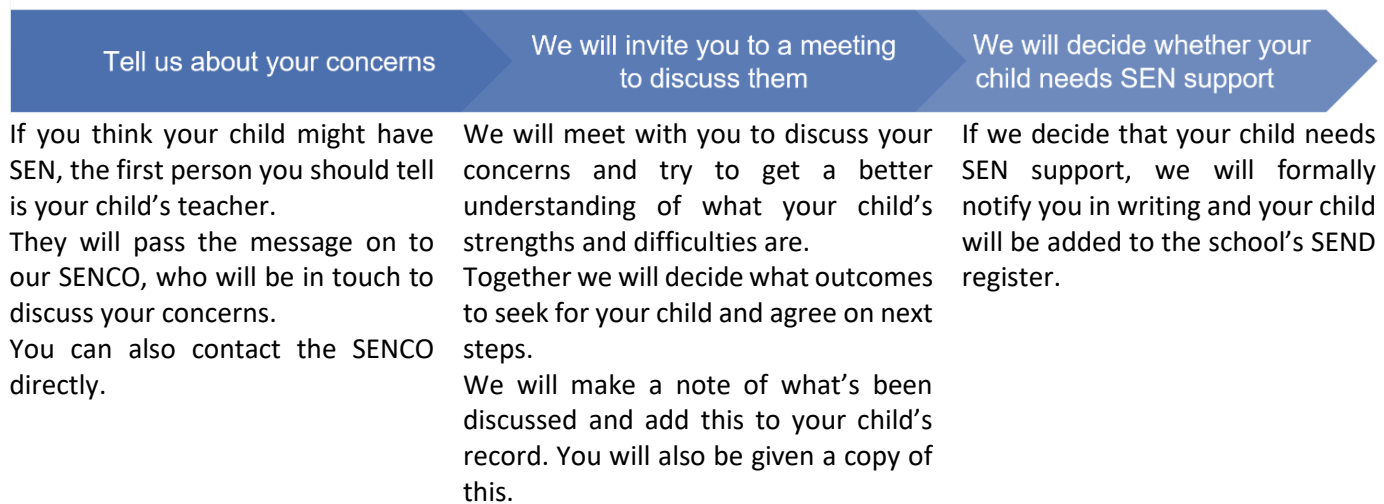 Tell us about your concerns
We will invite you to a meeting
to discuss them
We will decide whether your
child needs SEN support
If you think your child might have
SEN, the first person you should tell
is your child’s teacher.
They will pass the message on to
our SENCO, who will be in touch to
discuss your concerns.
You can also contact the SENCO
directly.
We will meet with you to discuss your
concerns and try to get a better
understanding of what your child’s
strengths and difficulties are.
Together we will decide what outcomes
to seek for your child and agree on next
steps.
We will make a note of what’s been
discussed and add this to your child’s
record. You will also be given a copy of
this.
If we decide that your child needs
SEN support, we will formally
notify you in writing and your child
will be added to the school’s SEND
register.